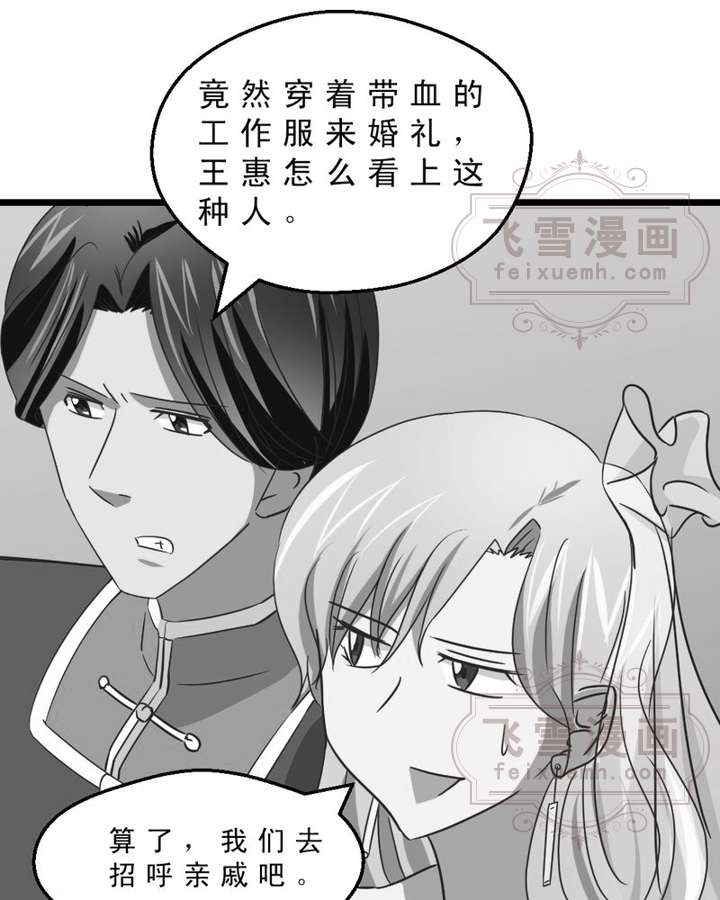 竟然穿着带血的
工作服来婚礼，
王惠怎么看上这
种人。
飞雪漫画
feixuemh.com
飞雪漫画
feixuemh.com
算了，我们去
招呼亲戚吧。